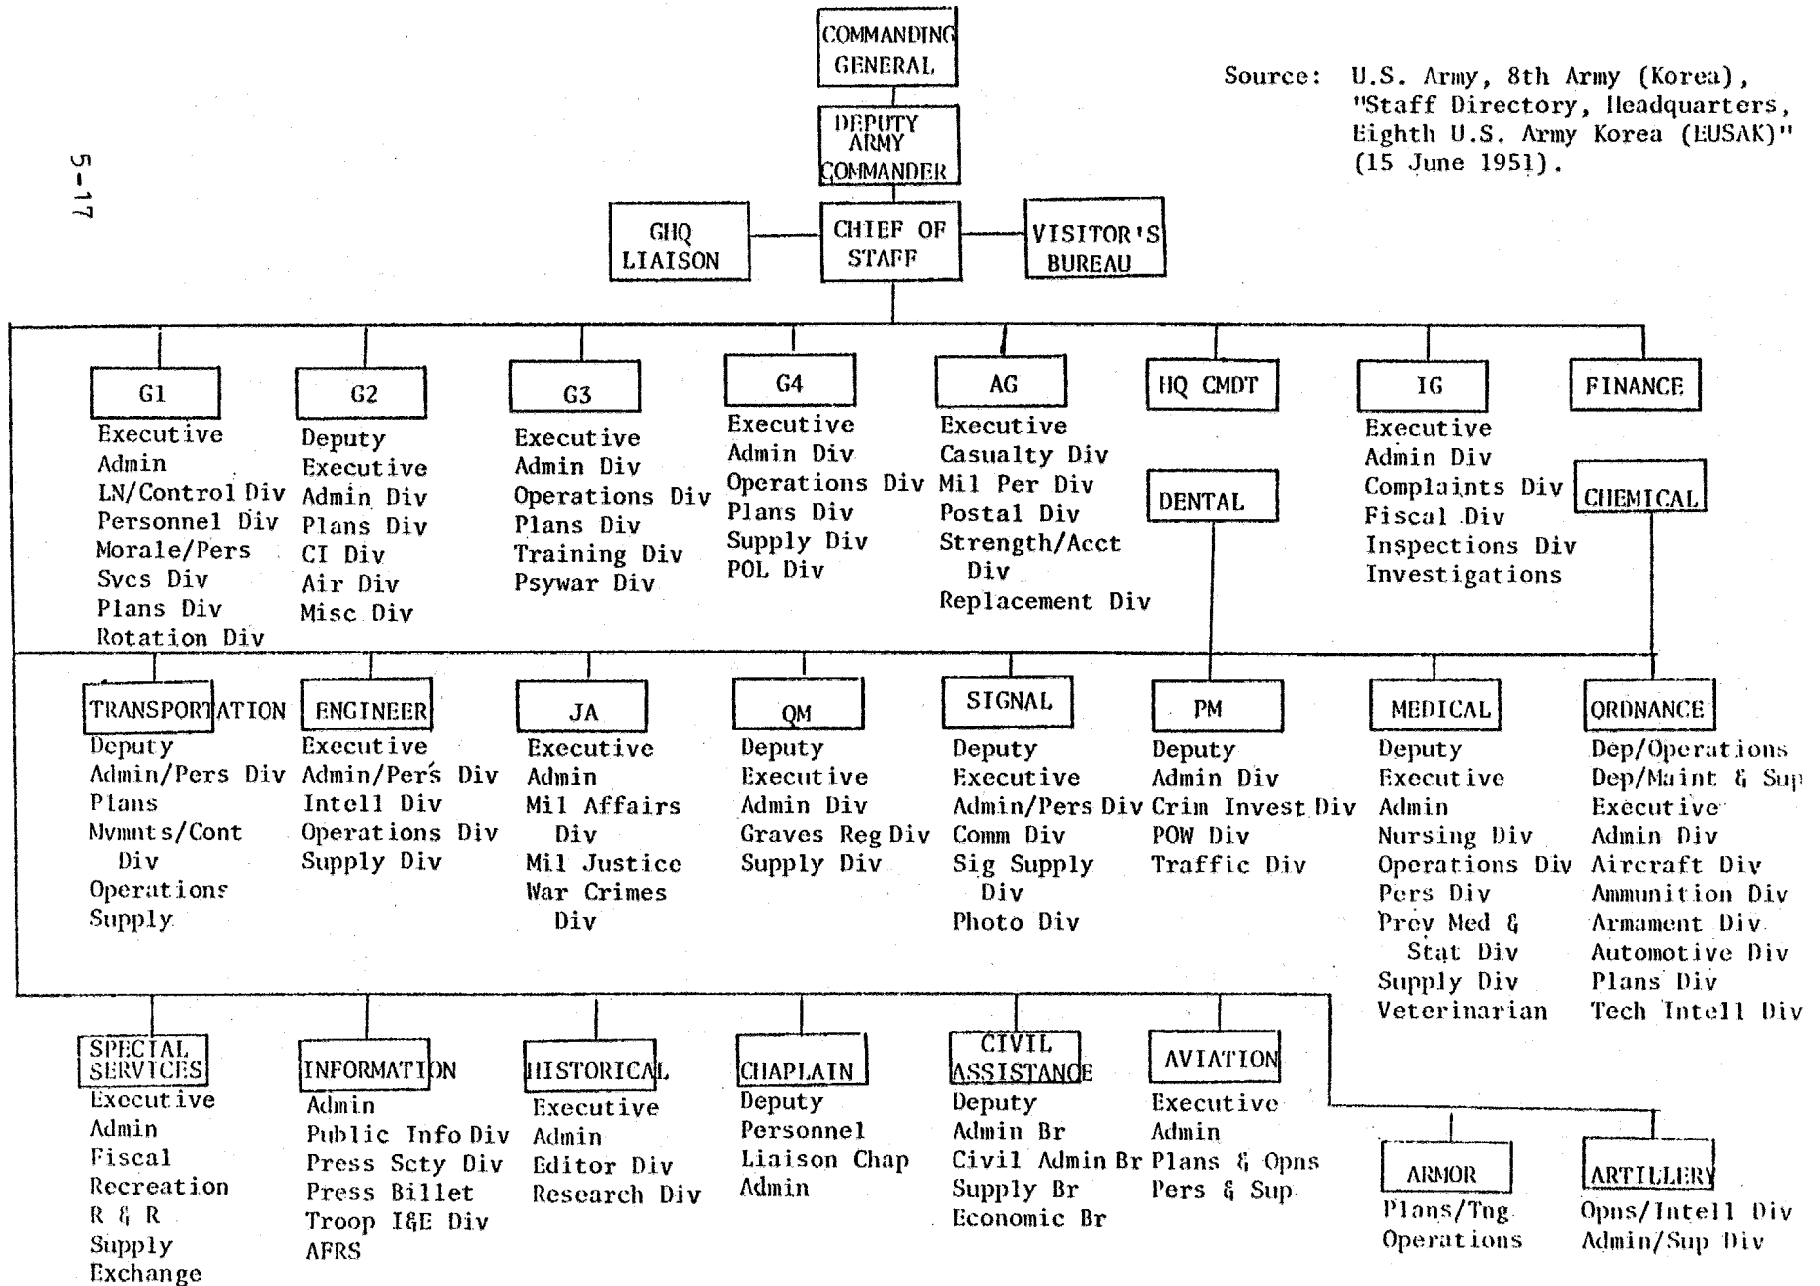 COMMANDING
GENERAL
Source: U.S. Army, 8th Army (Korea),
"Staff Directory, Headquarters,
Eighth U.S. Army Korea (EUSAK)"
(15 June 1951).
DEPUTY
ARMY
COMMANDER
5-17
GHQ
LIAISON
CHIEF OF
STAFF
VISITOR'S
BUREAU
G1
Executive
Admin
LN/Control Div
Personnel Div
Morale/Pers
Svcs Div
Plans Div
Rotation Div
G2
Deputy
Executive
Admin Div
Plans Div
CI Div
Air Div
Misc Div
G3
Executive
Admin Div
Operations Div
Plans Div
Training Div
Psywar Div
G4
Executive
Admin Div
Operations Div
Plans Div
Supply Div
POL Div
AG
Executive
Casualty Div
Mil Per Div
Postal Div
Strength/Acct
Div
Replacement Div
HQ CMDT
DENTAL
IG
Executive
Admin Div
Complaints Div
Fiscal Div
Inspections Div
Investigations
FINANCE
CHEMICAL
TRANSPORTATION
Deputy
Admin/Pers Div
Plans
Mvmnts/Cont
Div
Operations
Supply
ENGINEER
Executive
Admin/Pers Div
Intell Div
Operations Div
Supply Div
JA
Executive
Admin
Mil Affairs
Div
Mil Justice
War Crimes
Div
QM
Deputy
Executive
Admin Div
Graves Reg Div
Supply Div
SIGNAL
Deputy
Executive
Admin/Pers Div
Comm Div
Sig Supply
Div
Photo Div
PM
Deputy
Admin Div
Crim Invest Div
POW Div
Traffic Div
MEDICAL
Deputy
Executive
Admin
Nursing Div
Operations Div
Pers Div
Prev Med &
Stat Div
Supply Div
Veterinarian
ORDNANCE
Dep/Operations
Dep/Maint & Sup
Executive
Admin Div
Aircraft Div
Ammunition Div
Armament Div
Automotive Div
Plans Div
Tech Intell Div
SPECIAL
SERVICES
Executive
Admin
Fiscal
Recreation
R & R
Supply
Exchange
INFORMATION
Admin
Public Info Div
Press Scty Div
Press Billet
Troop I&E Div
AFRS
HISTORICAL
Executive
Admin
Editor Div
Research Div
CHAPLAIN
Deputy
Personnel
Liaison Chap
Admin
CIVIL
ASSISTANCE
Deputy
Admin Br
Civil Admin Br
Supply Br
Economic Br
AVIATION
Executive
Admin
Plans & Opns
Pers & Sup
ARMOR
Plans/Tng
Operations
ARTILLERY
Opns/Intell Div
Admin/Sup Div